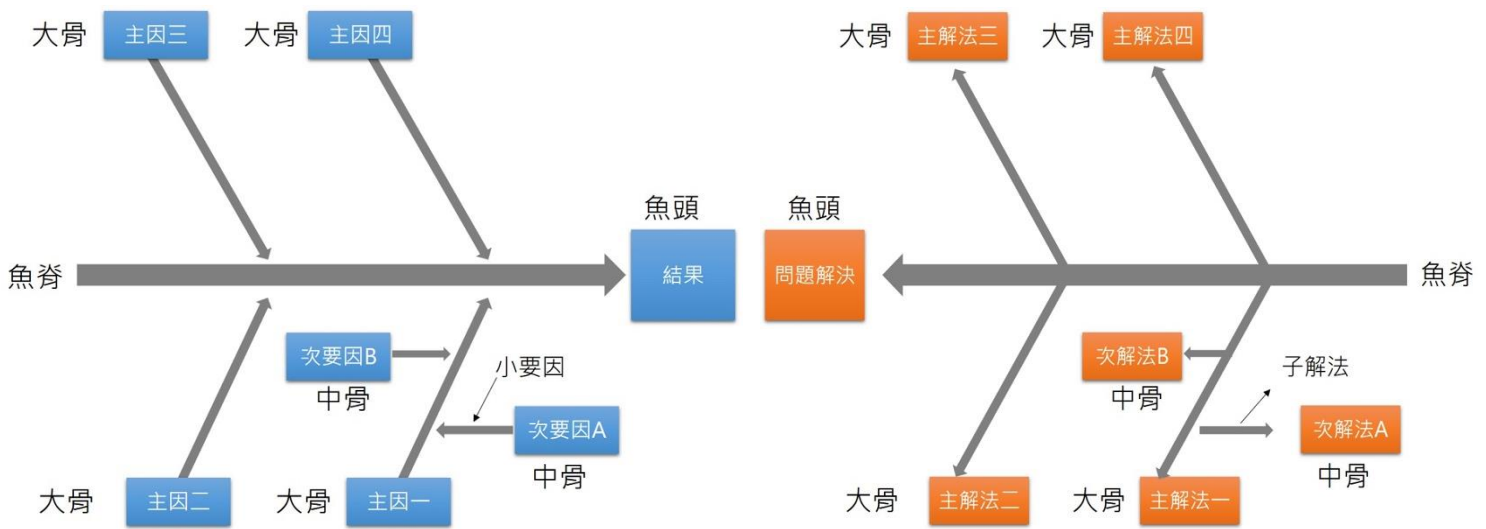 大骨
主因三
大骨
主因四
大骨
主解法三
大骨
主解法四
魚頭
魚頭
魚脊
結果
問題解決
魚脊
次要因B
中骨
小要因
次要因A
中骨
次解法B
中骨
子解法
次解法A
中骨
大骨
主因二
大骨
主因一
大骨
主解法二
大骨
主解法一